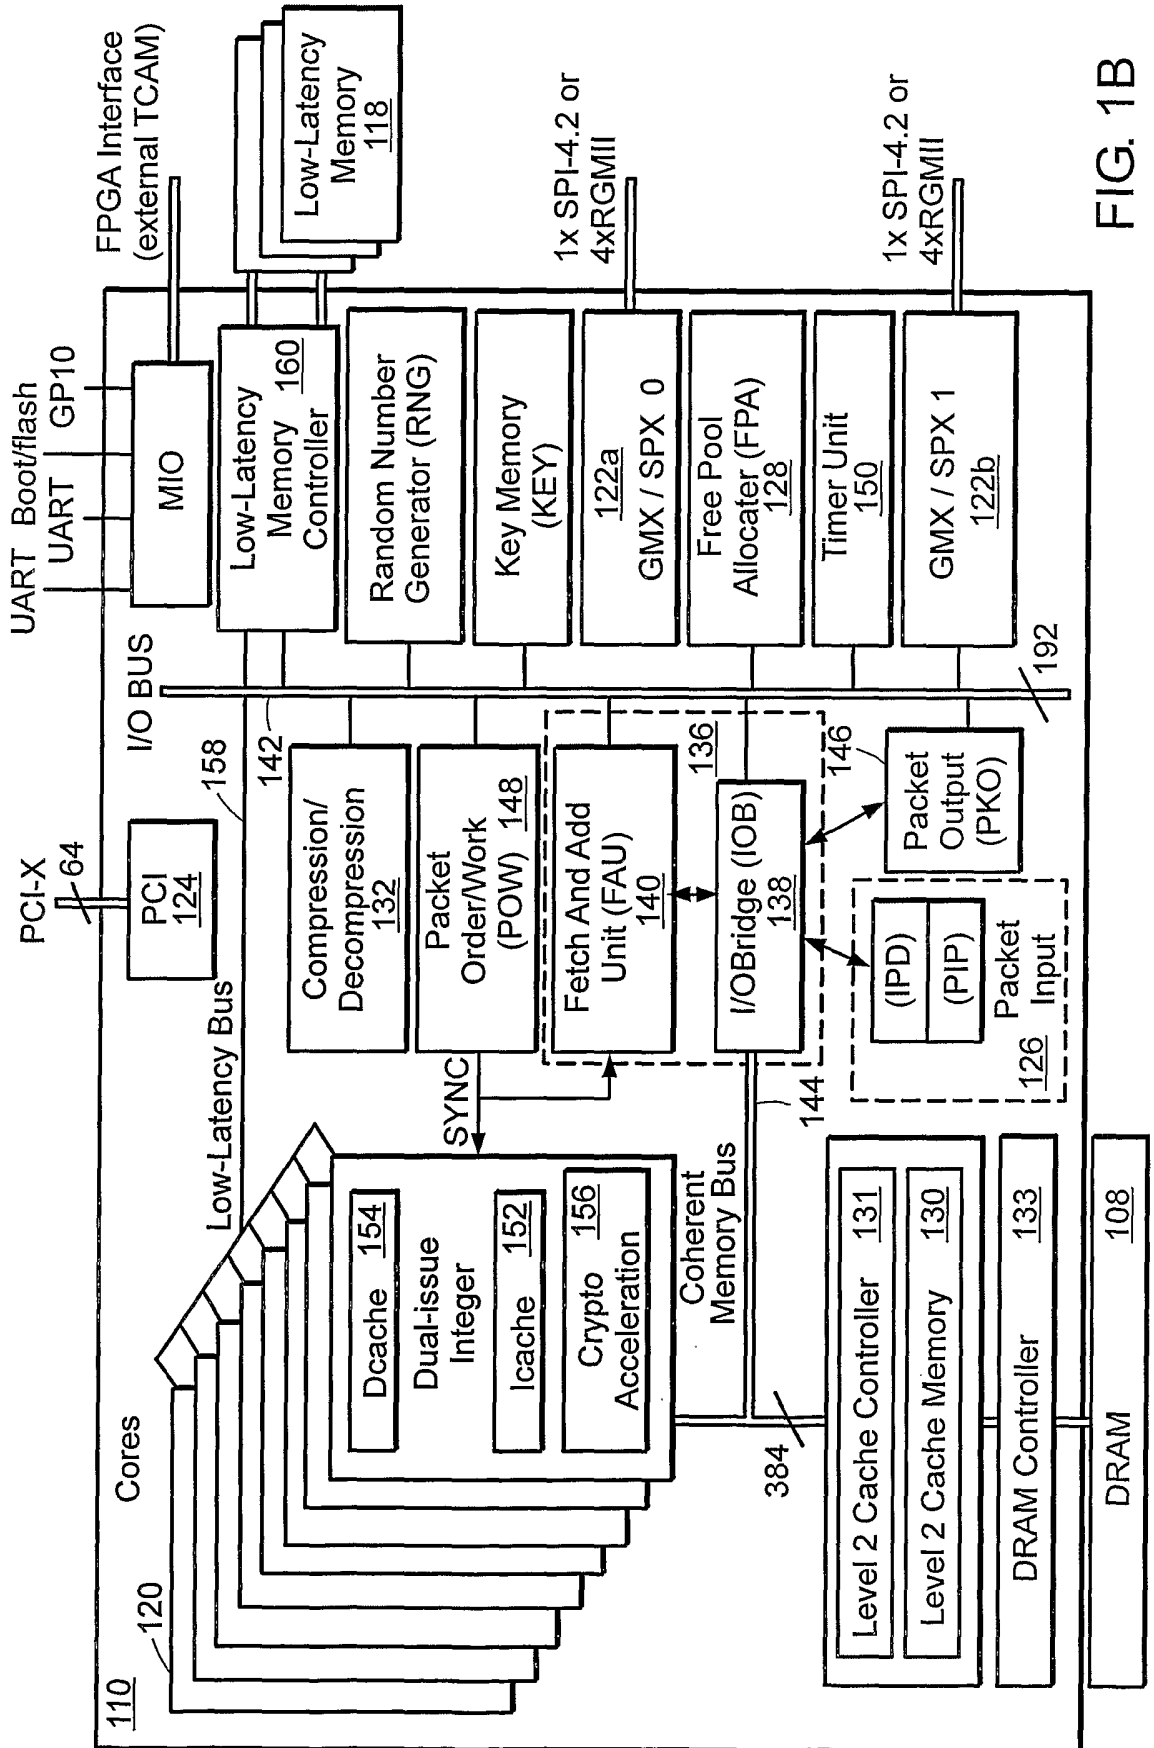 110
120
Cores
Dcache 154
Dual-issue
Integer
Icache 152
Crypto 156
Acceleration
PCI-X
64
PCI
124
Low-Latency Bus
158
142
I/O BUS
UART
UART
Boot/flash
GP10
MIO
FPGA Interface
(external TCAM)
Low-Latency
Memory 160
Controller
Low-Latency
Memory
118
Compression/
Decompression
132
Random Number
Generator (RNG)
SYNC
Packet
Order/Work
(POW) 148
Key Memory
(KEY)
Fetch And Add
Unit (FAU)
140
136
122a
GMX / SPX 0
1x SPI-4.2 or
4xRGMII
Coherent
Memory Bus
144
I/OBridge (IOB)
138
Free Pool
Allocater (FPA)
128
Timer Unit
150
384
Level 2 Cache Controller 131
Level 2 Cache Memory 130
DRAM Controller 133
DRAM 108
(IPD)
(PIP)
Packet
Input
126
146
Packet
Output
(PKO)
192
GMX / SPX 1
122b
1x SPI-4.2 or
4xRGMII
FIG. 1B